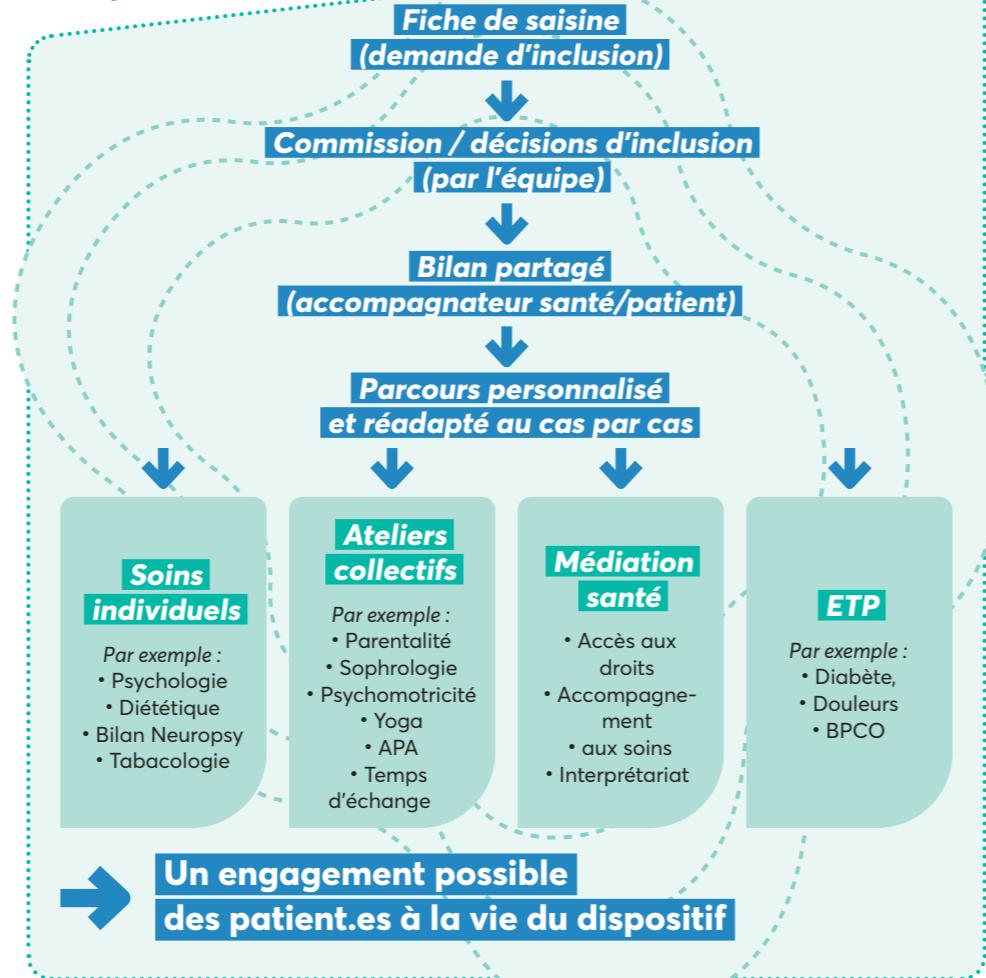 Fiche de saisine
(demande d'inclusion)
Commission / décisions d'inclusion
(par l'équipe)
Bilan partagé
(accompagnateur santé/patient)
Parcours personnalisé
et réadapté au cas par cas
Soins
individuels
Par exemple :
• Psychologie
• Diététique
• Bilan Neuropsy
• Tabacologie
Ateliers
collectifs
Par exemple :
• Parentalité
• Sophrologie
• Psychomotricité
• Yoga
• APA
• Temps
d'échange
Médiation
santé
• Accès aux
droits
• Accompagne-
ment
• aux soins
• Interprétariat
ETP
Par exemple :
• Diabète,
• Douleurs
• BPCO
Un engagement possible
des patient.es à la vie du dispositif